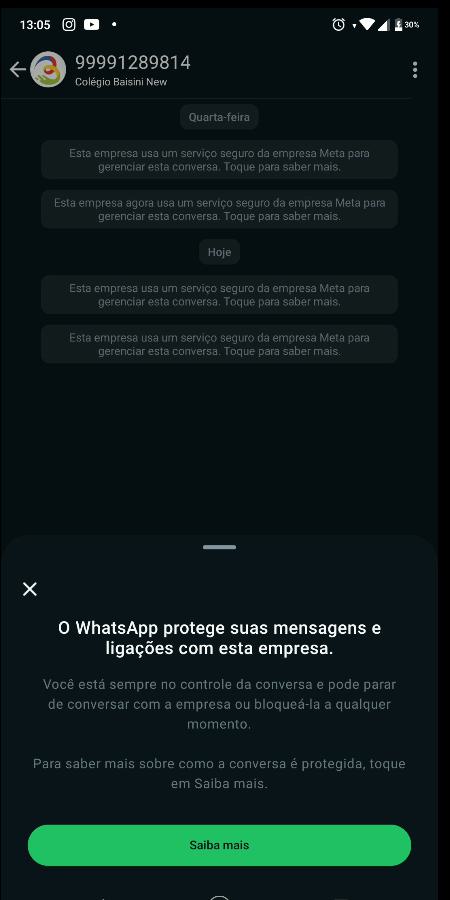 13:05
30%
99991289814
Colégio Baisini New
Quarta-feira
Esta empresa usa um serviço seguro da empresa Meta para
gerenciar esta conversa. Toque para saber mais.
Esta empresa agora usa um serviço seguro da empresa Meta para
gerenciar esta conversa. Toque para saber mais.
Hoje
Esta empresa usa um serviço seguro da empresa Meta para
gerenciar esta conversa. Toque para saber mais.
Esta empresa usa um serviço seguro da empresa Meta para
gerenciar esta conversa. Toque para saber mais.
O WhatsApp protege suas mensagens e
ligações com esta empresa.
Você está sempre no controle da conversa e pode parar
de conversar com a empresa ou bloqueá-la a qualquer
momento.
Para saber mais sobre como a conversa é protegida, toque
em Saiba mais.
Saiba mais